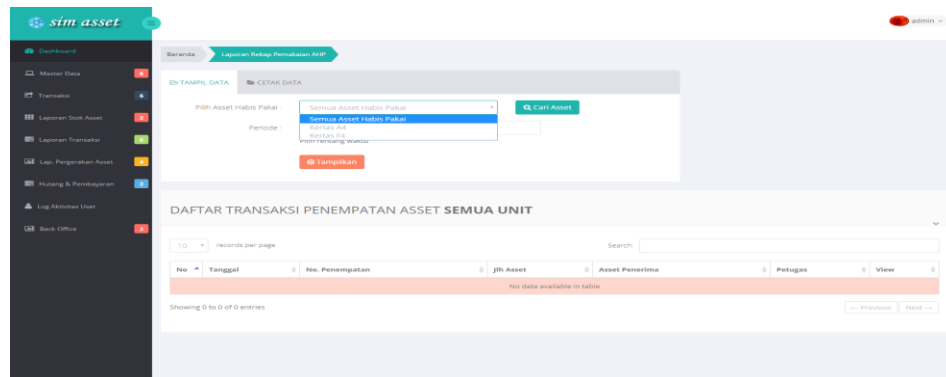 sim asset
admin
Dashboard
Beranda
Laporan Rekap Pemakaian AHP
Master Data
Transaksi
6
Laporan Stok Asset
Laporan Transaksi
Lap. Pergerakan Asset
Hutang & Pembayaran
Log Aktivitas User
Back Office
TAMPIL DATA
CETAK DATA
Pilih Asset Habis Pakai :
Semua Asset Habis Pakai
Cari Asset
Semua Asset Habis Pakai
Kertas A4
Kertas F4
Periode :
Pilih rentang waktu
Tampilkan
DAFTAR TRANSAKSI PENEMPATAN ASSET SEMUA UNIT
10 records per page
Search:
No Tanggal No. Penempatan Jlh Asset Asset Penerima Petugas View
No data available in table
Showing 0 to 0 of 0 entries
← Previous Next →